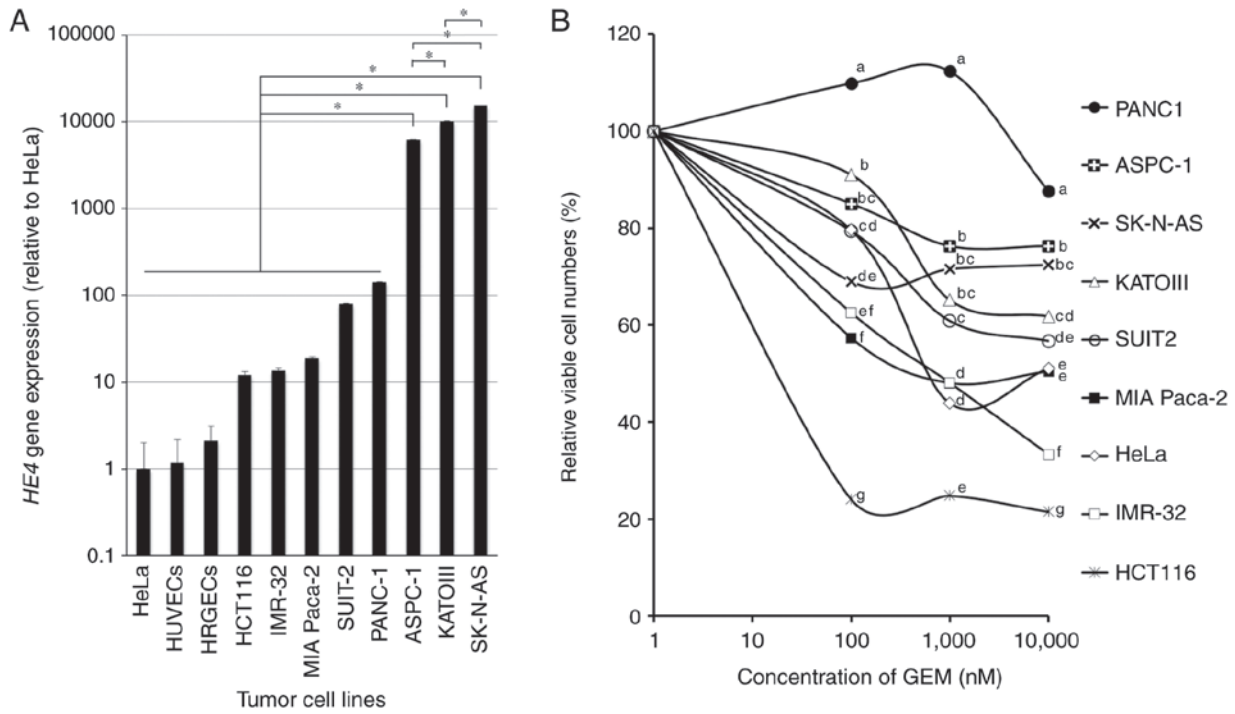 A
HE4 gene expression (relative to HeLa)
100000
10000
1000
100
10
1
0.1
*
*
*
*
*
*
HeLa
HUVECs
HRGECs
HCT116
IMR-32
MIA Paca-2
SUIT-2
PANC-1
ASPC-1
KATOIII
SK-N-AS
Tumor cell lines
B
Relative viable cell numbers (%)
120
100
80
60
40
20
0
1
10
100
1,000
10,000
Concentration of GEM (nM)
a
b
bc
cd
de
ef
f
g
a
b
bc
bc
c
d
d
e
a
b
bc
cd
de
e
e
f
g
PANC1
ASPC-1
SK-N-AS
KATOIII
SUIT2
MIA Paca-2
HeLa
IMR-32
HCT116